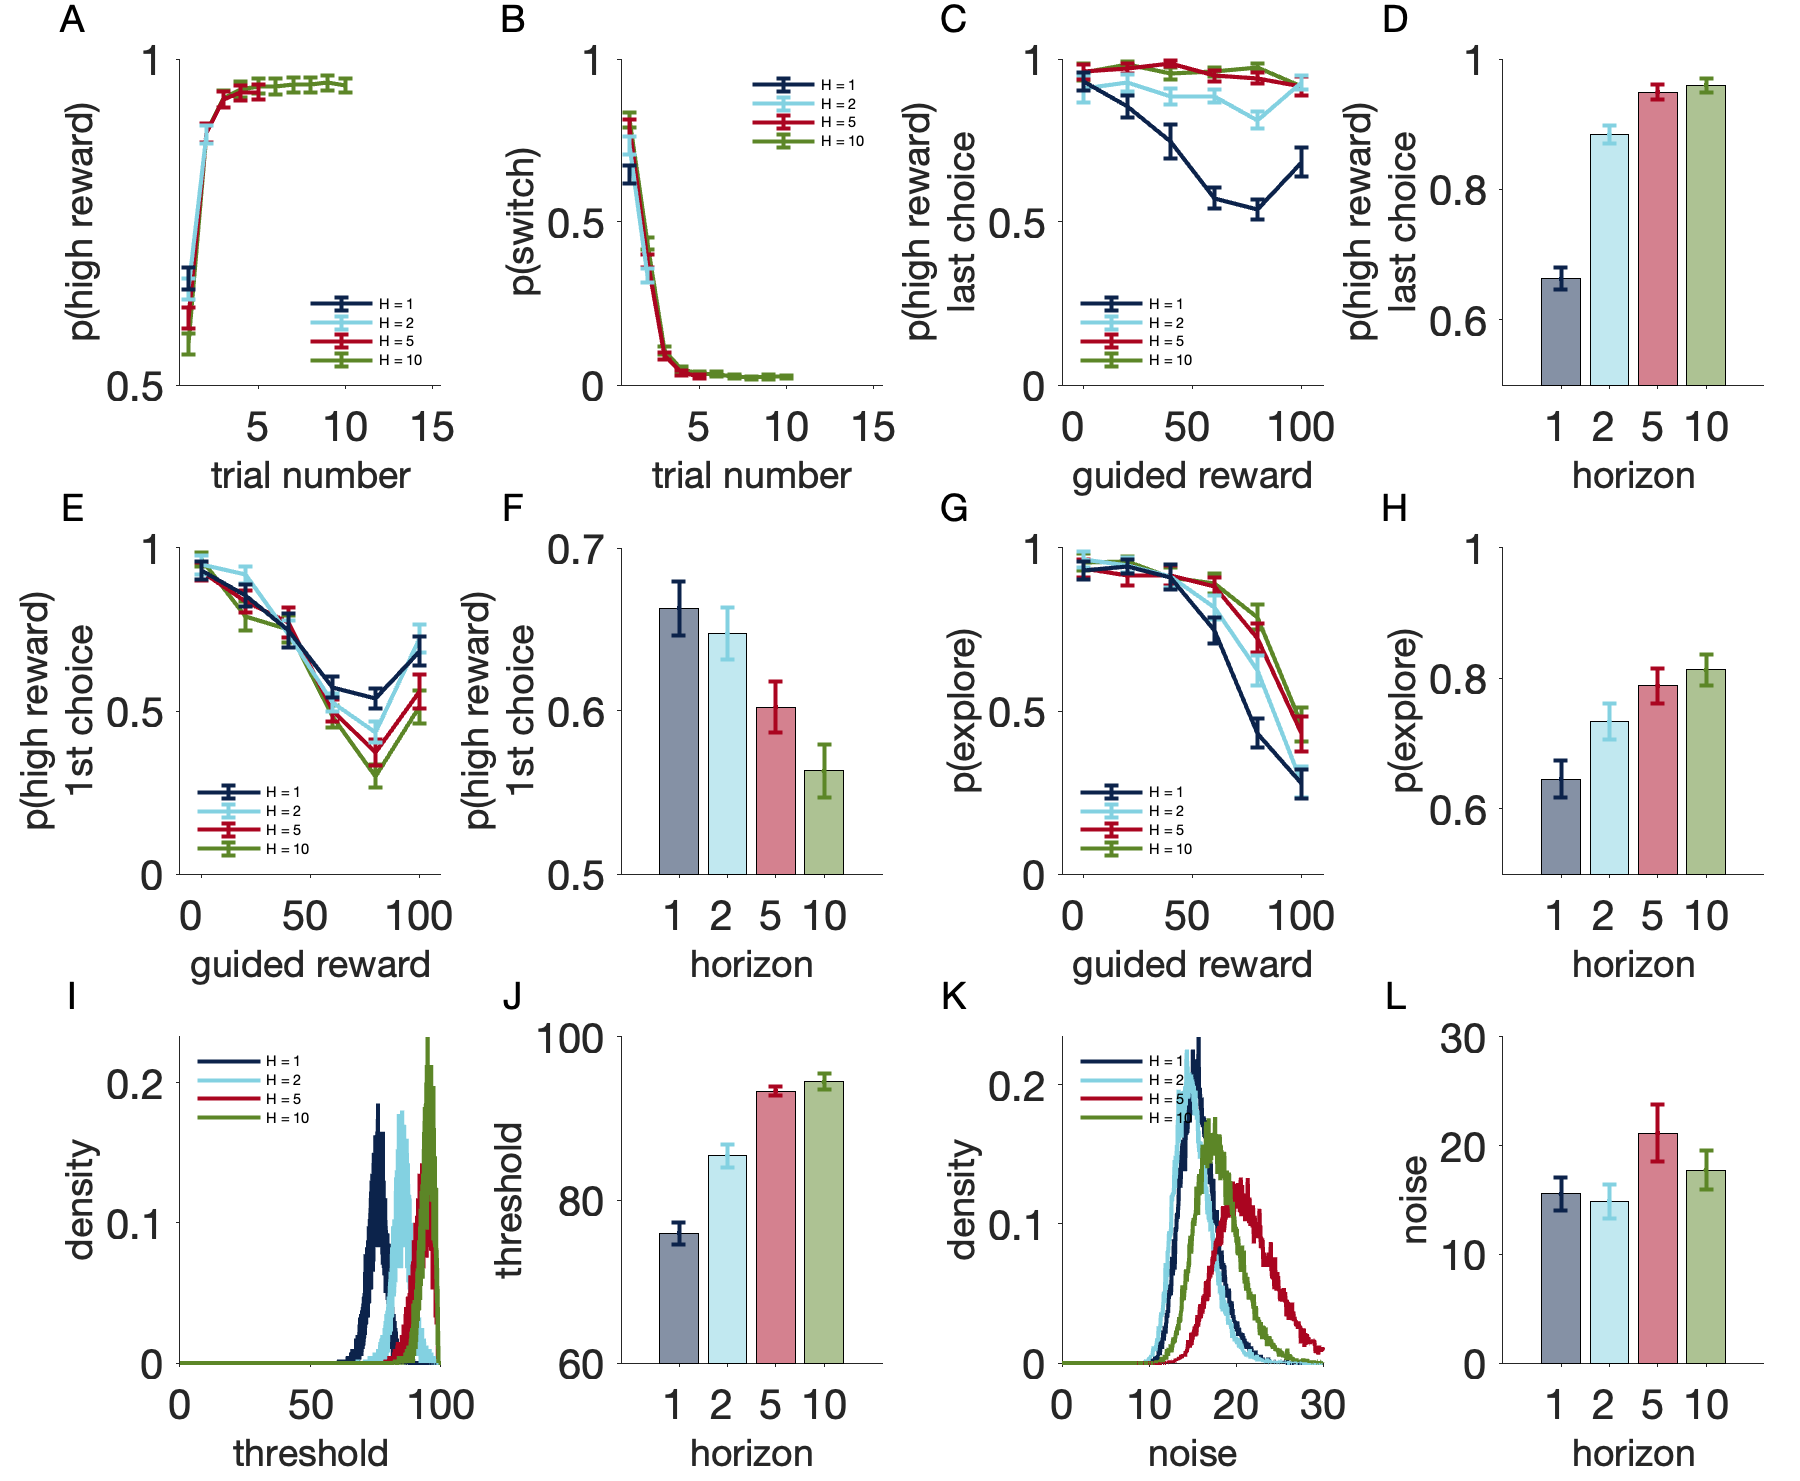 A
p(high reward)
1
0.5
H = 1
H = 2
H = 5
H = 10
5 10 15
trial number
B
p(switch)
1
0.5
0
H = 1
H = 2
H = 5
H = 10
5 10 15
trial number
C
p(high reward)
last choice
1
0.5
0
H = 1
H = 2
H = 5
H = 10
0 50 100
guided reward
D
p(high reward)
last choice
1
0.8
0.6
1 2 5 10
horizon
E
p(high reward)
1st choice
1
0.5
0
H = 1
H = 2
H = 5
H = 10
0 50 100
guided reward
F
p(high reward)
1st choice
0.7
0.6
0.5
1 2 5 10
horizon
G
p(explore)
1
0.5
0
H = 1
H = 2
H = 5
H = 10
0 50 100
guided reward
H
p(explore)
1
0.8
0.6
1 2 5 10
horizon
I
density
0.2
0.1
0
H = 1
H = 2
H = 5
H = 10
0 50 100
threshold
J
threshold
100
80
60
1 2 5 10
horizon
K
density
0.2
0.1
0
H = 1
H = 2
H = 5
H = 10
0 10 20 30
noise
L
noise
30
20
10
0
1 2 5 10
horizon